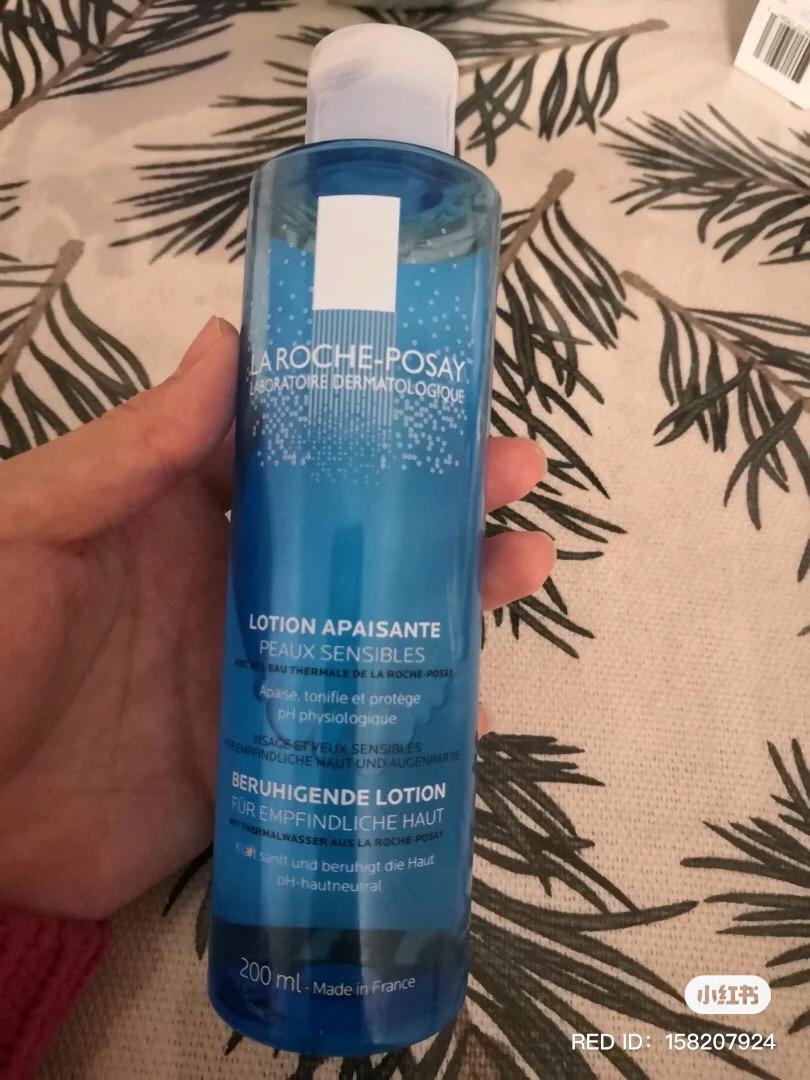 LA ROCHE-POSAY
LABORATOIRE DERMATOLOGIQUE
LOTION APAISANTE
PEAUX SENSIBLES
L'EAU THERMALE DE LA ROCHE-POSAY
Apaise, tonifie et protège
pH physiologique
VISAGE ET YEUX SENSIBLES
EMPFINDLICHE HAUT UND AUGENPARTIE
BERUHIGENDE LOTION
FÜR EMPFINDLICHE HAUT
MIT THERMALWASSER AUS LA ROCHE-POSAY
sanft und beruhigt die Haut
pH-hautneutral
200 ml - Made in France
小红书
RED ID: 158207924